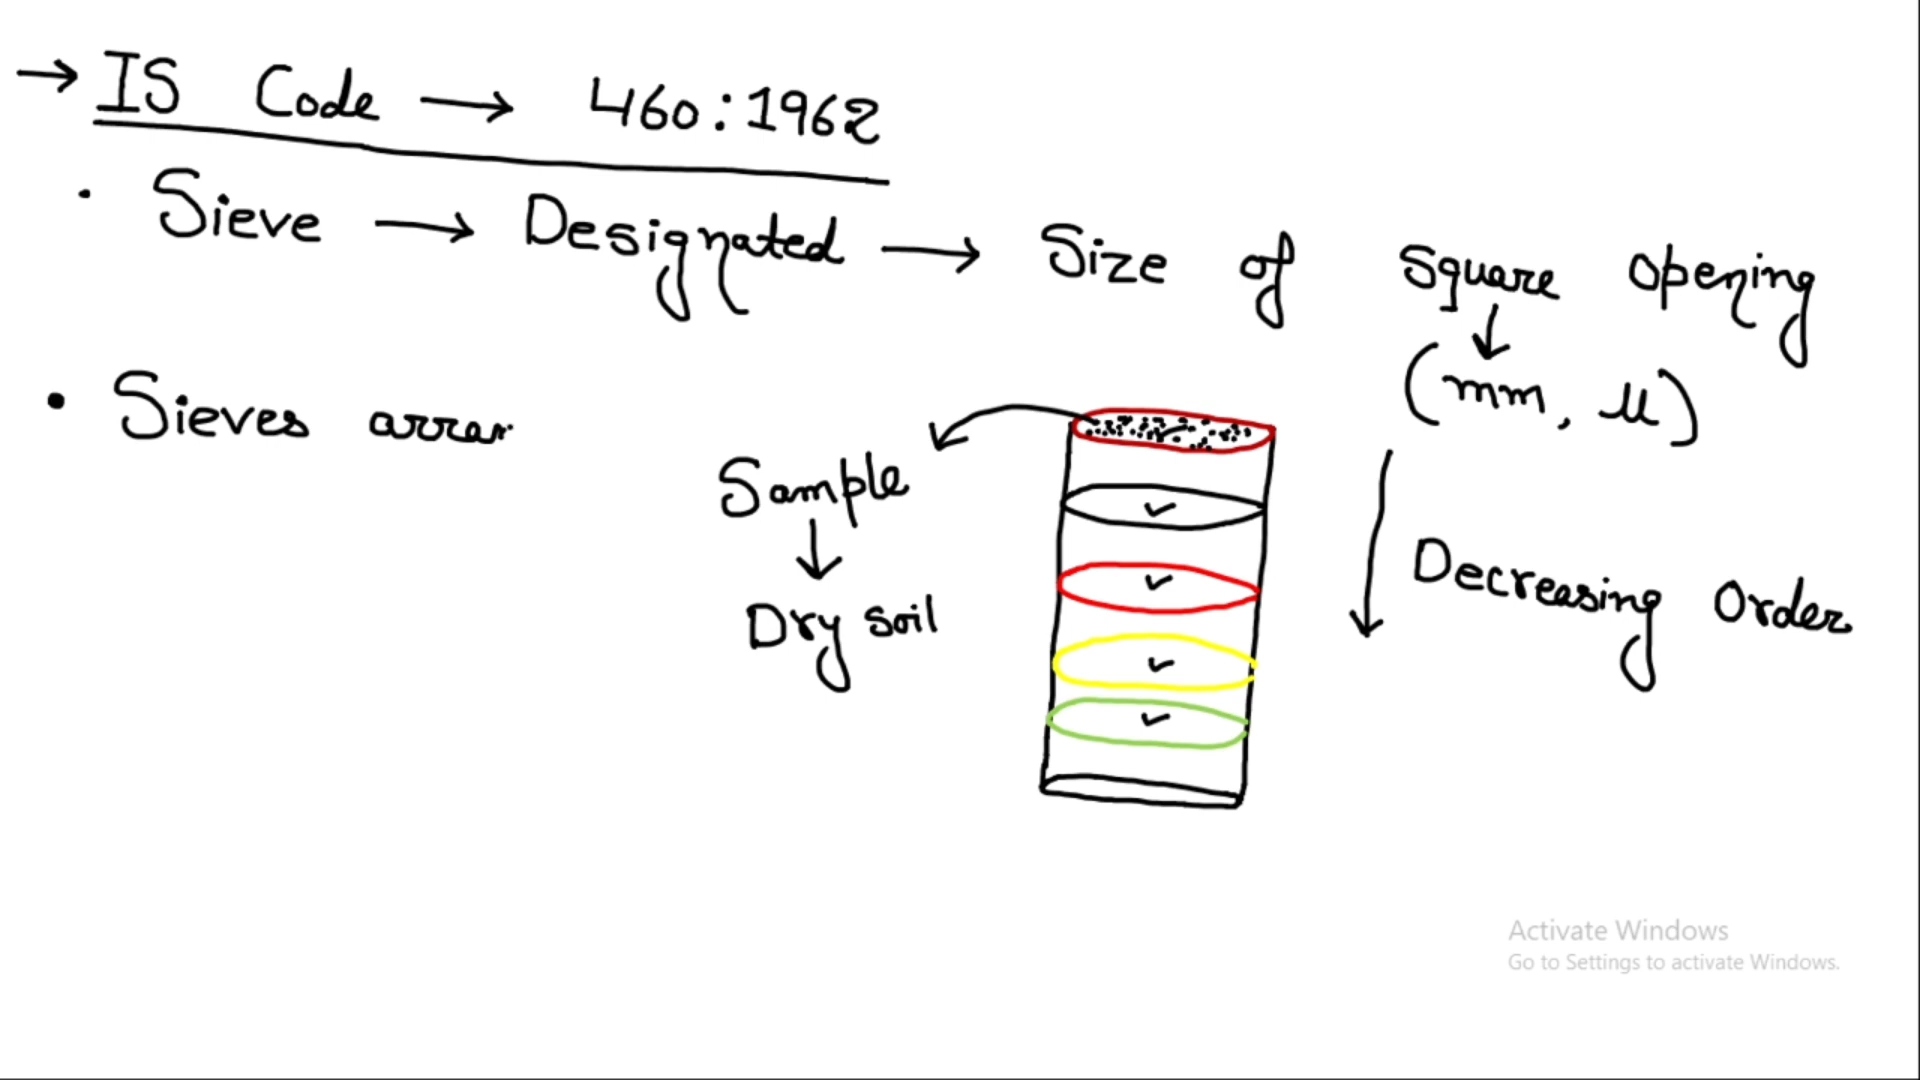 → IS Code → 460:1962
• Sieve → Designated → Size of Square Opening
↓
(mm, μ)
• Sieves arran
Sample
↓
Dry soil
Decreasing Order
Activate Windows
Go to Settings to activate Windows.